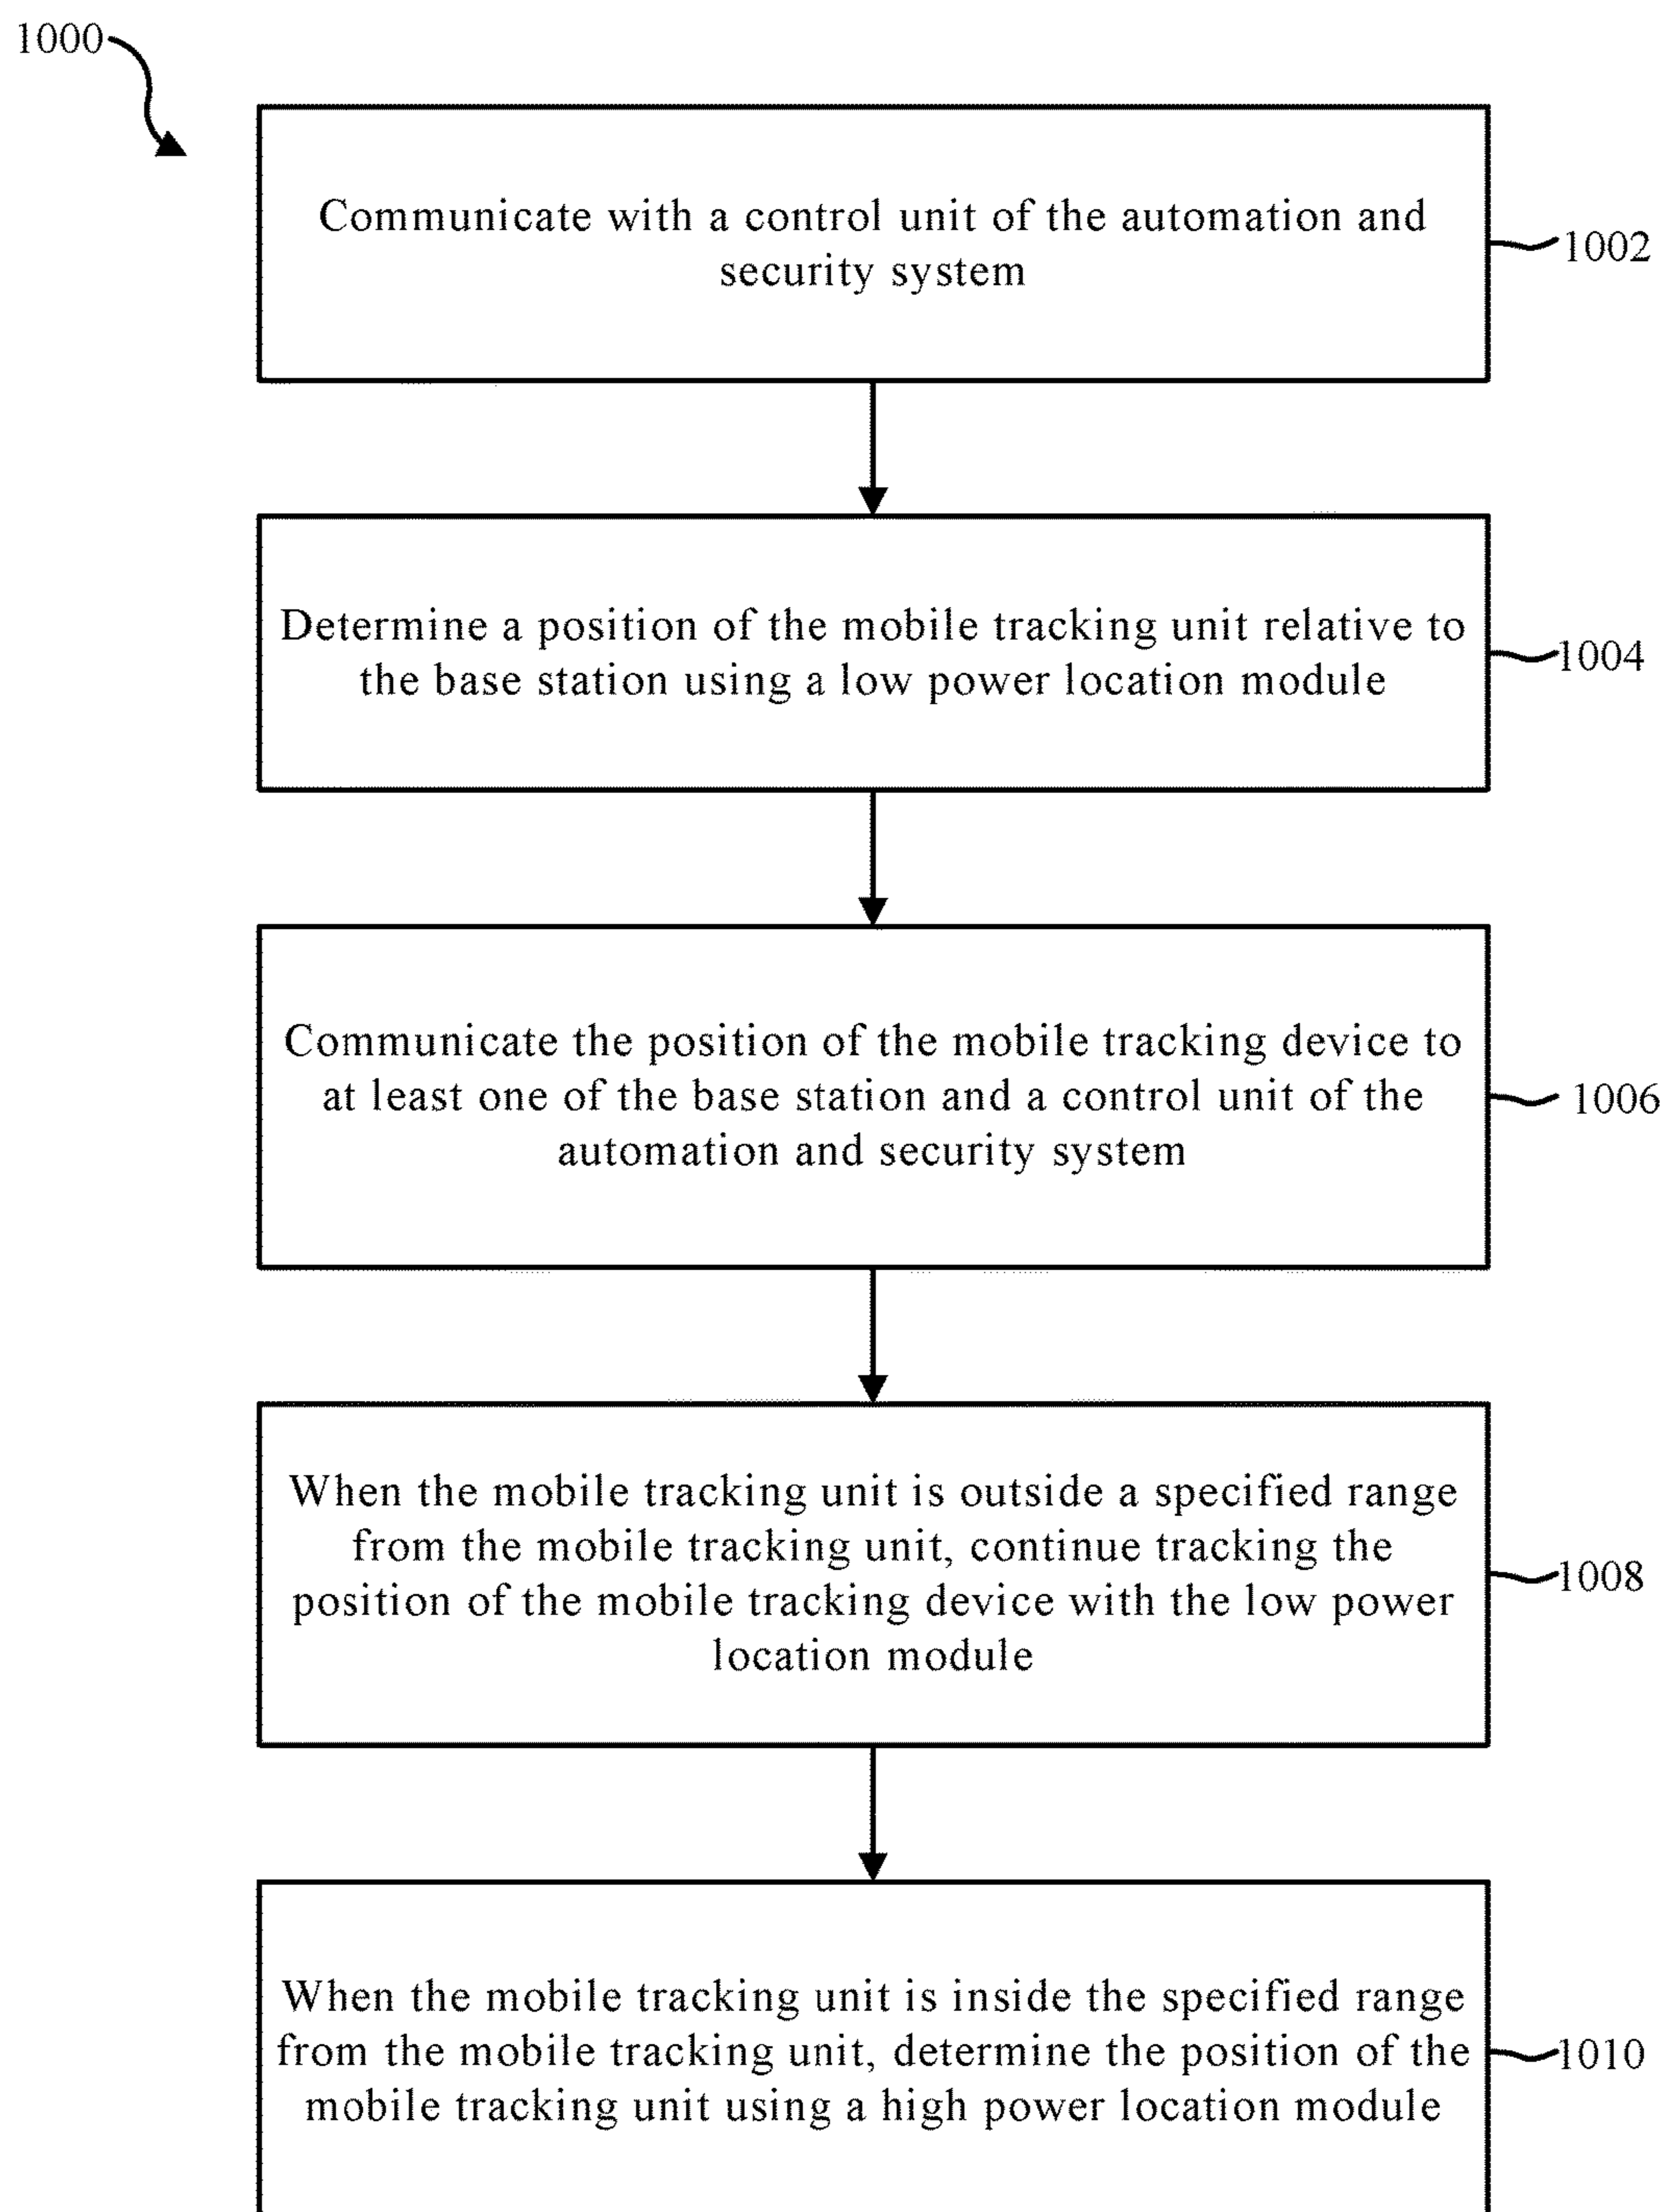 1000
Communicate with a control unit of the automation and
security system
1002
Determine a position of the mobile tracking unit relative to
the base station using a low power location module
1004
Communicate the position of the mobile tracking device to
at least one of the base station and a control unit of the
automation and security system
1006
When the mobile tracking unit is outside a specified range
from the mobile tracking unit, continue tracking the
position of the mobile tracking device with the low power
location module
1008
When the mobile tracking unit is inside the specified range
from the mobile tracking unit, determine the position of the
mobile tracking unit using a high power location module
1010